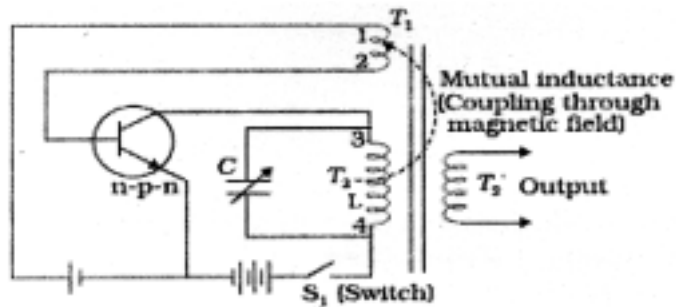 T₁
1
2
Mutual inductance
(Coupling through
magnetic field)
3
n-p-n
C
T₂
L
4
T₂ Output
S₁ (Switch)